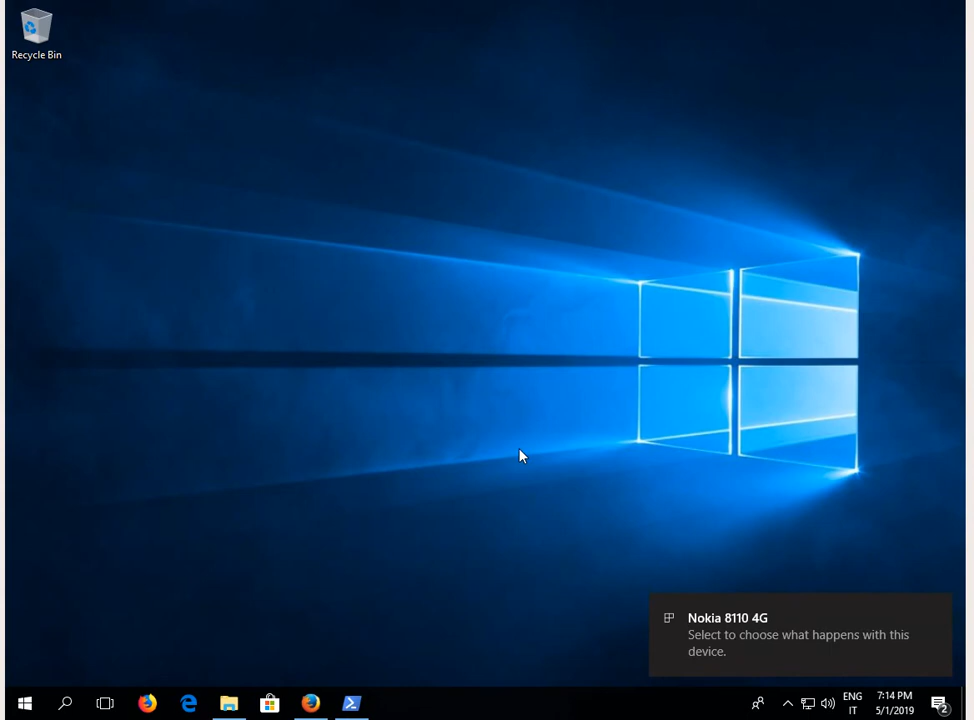 Recycle Bin
Nokia 8110 4G
Select to choose what happens with this
device.
ENG
IT
7:14 PM
5/1/2019
2